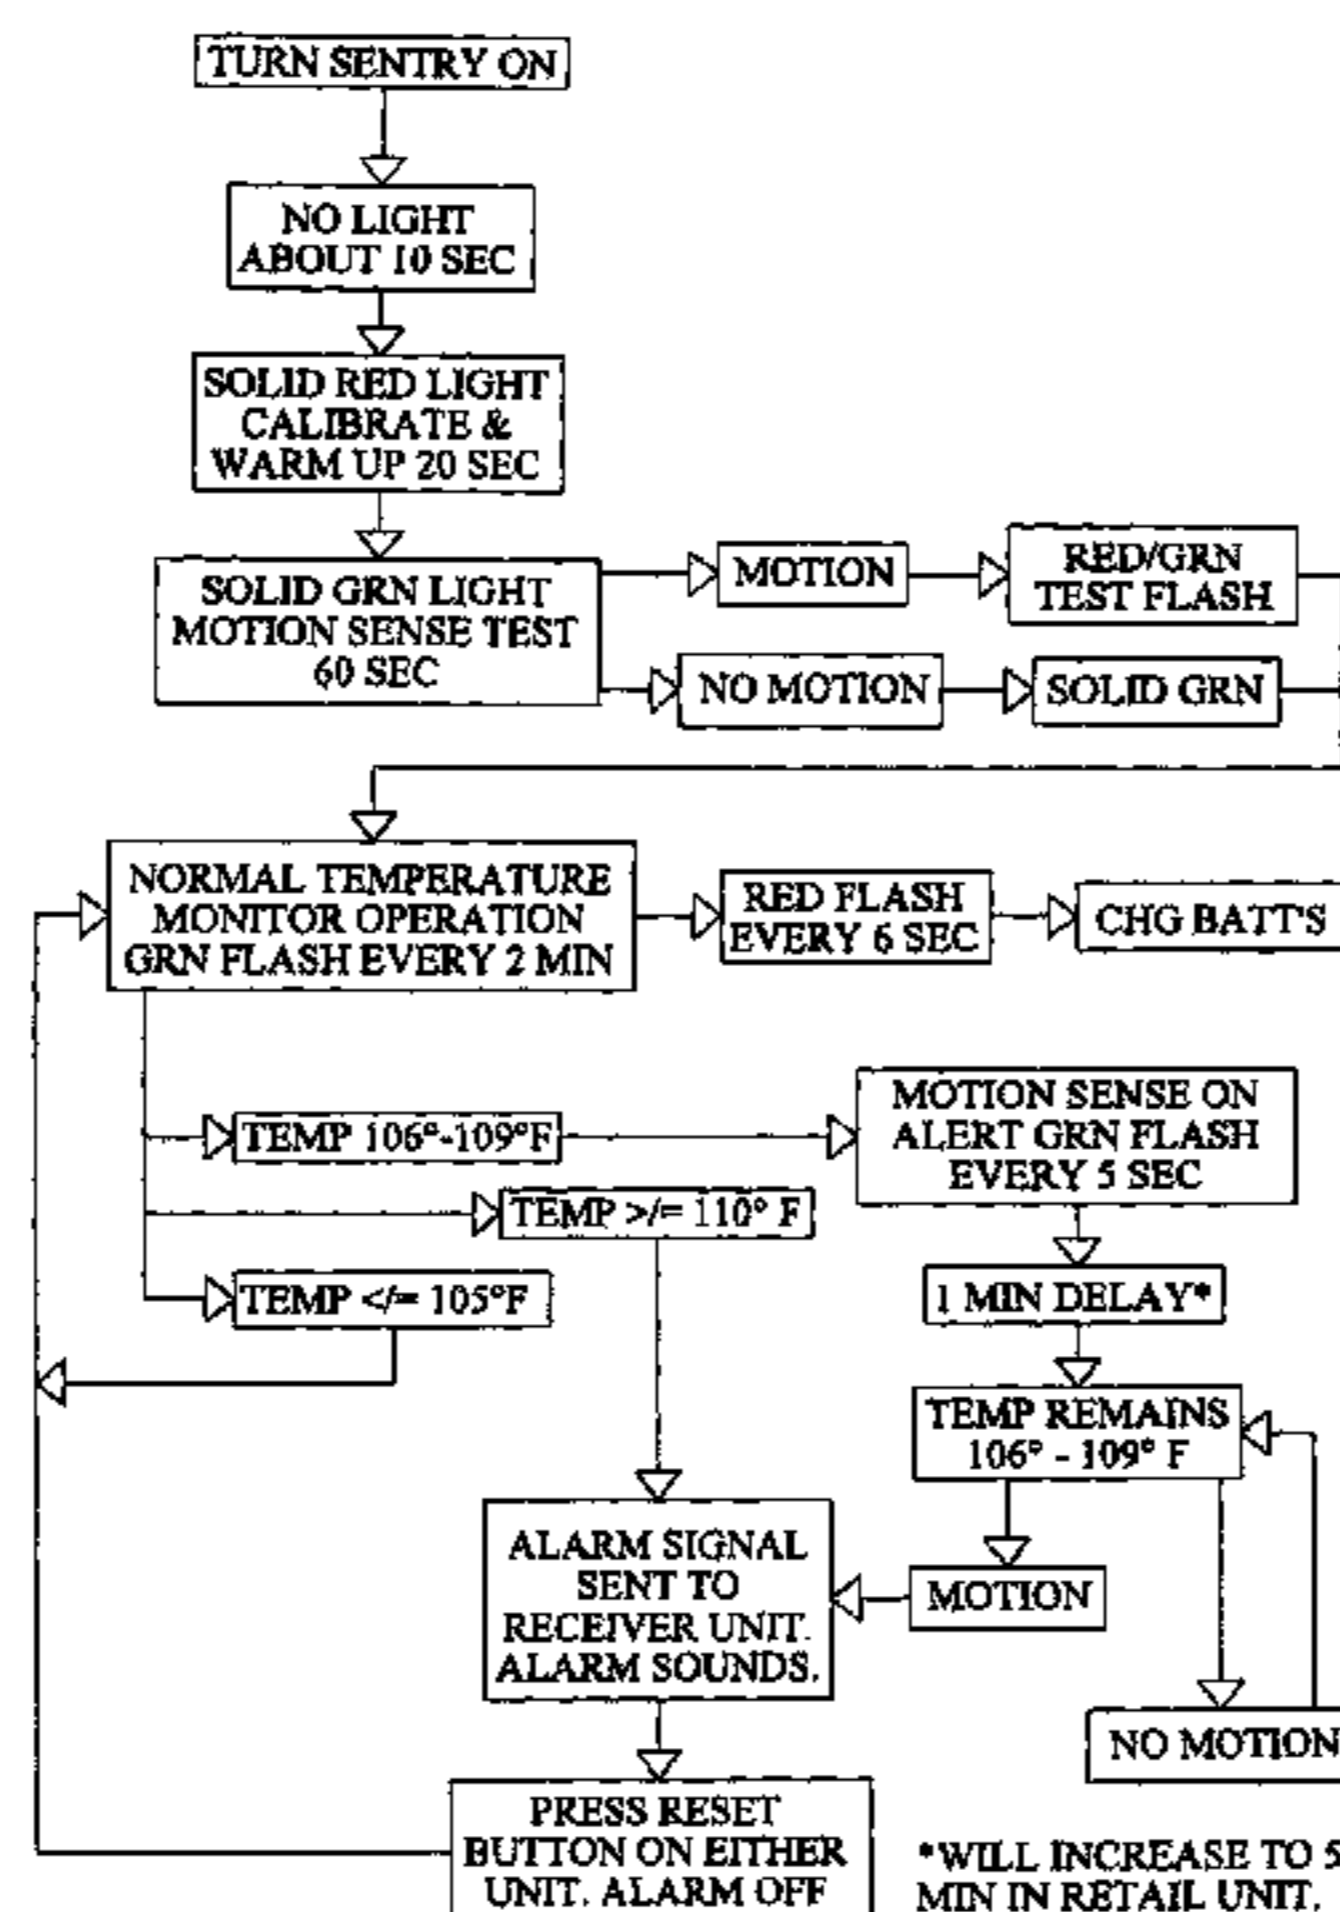 TURN SENTRY ON
NO LIGHT
ABOUT 10 SEC
SOLID RED LIGHT
CALIBRATE &
WARM UP 20 SEC
SOLID GRN LIGHT
MOTION SENSE TEST
60 SEC
MOTION
RED/GRN
TEST FLASH
NO MOTION
SOLID GRN
NORMAL TEMPERATURE
MONITOR OPERATION
GRN FLASH EVERY 2 MIN
RED FLASH
EVERY 6 SEC
CHG BATT'S
TEMP 106°-109°F
MOTION SENSE ON
ALERT GRN FLASH
EVERY 5 SEC
TEMP >/= 110° F
TEMP </= 105°F
1 MIN DELAY*
TEMP REMAINS
106° - 109° F
ALARM SIGNAL
SENT TO
RECEIVER UNIT.
ALARM SOUNDS.
MOTION
NO MOTION
PRESS RESET
BUTTON ON EITHER
UNIT. ALARM OFF
*WILL INCREASE TO 5
MIN IN RETAIL UNIT.